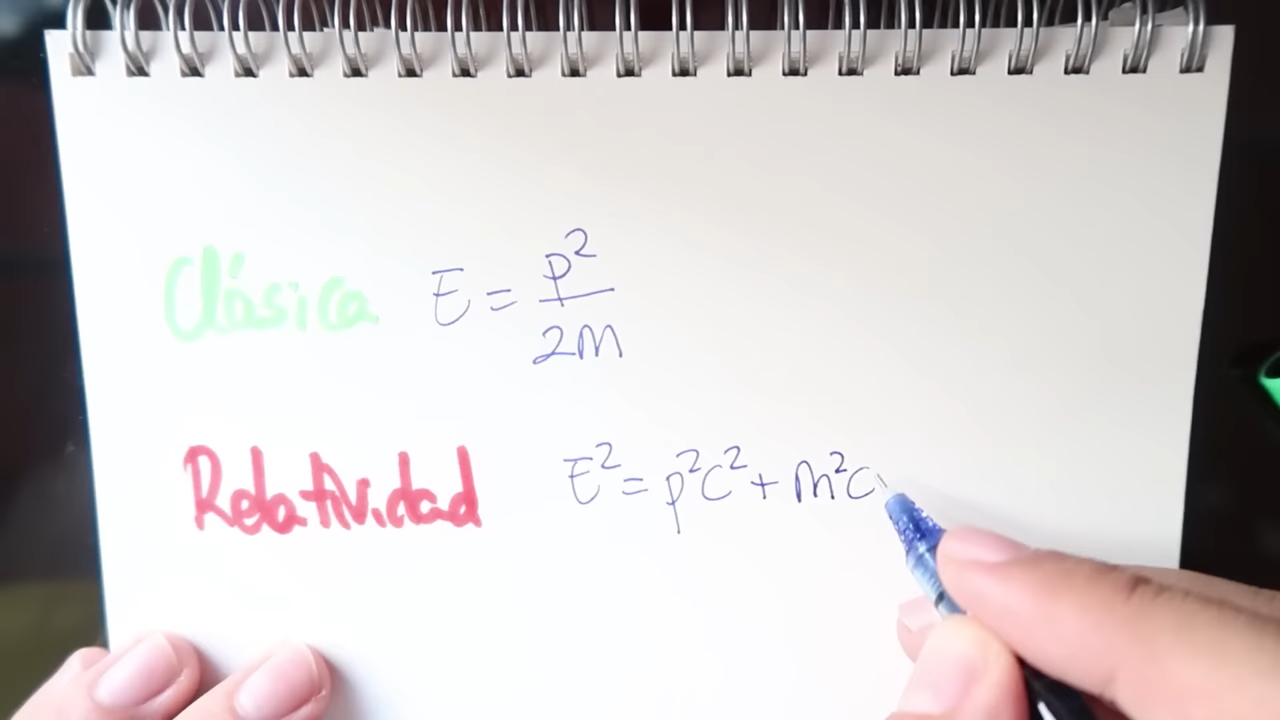 Clásica E = p²/2m
Relatividad E² = p²c² + m²c